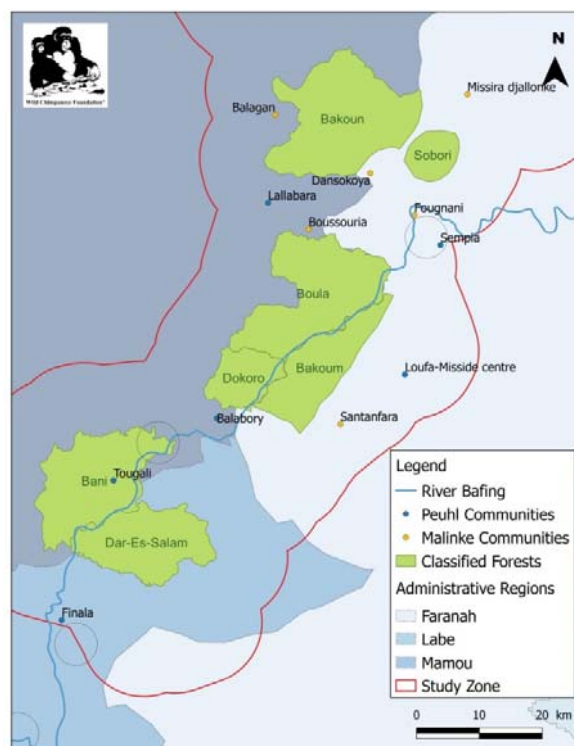 Wild Chimpanzee Foundation
N
Missira djallonke
Balagan
Bakoun
Sobori
Dansokoya
Lallabara
Fougnani
Boussouria
Sempia
Boula
Bakoum
Loufa-Misside centre
Dokoro
Balabory
Santanfara
Bani
Tougali
Dar-Es-Salam
Finala
Legend
River Bafing
Peuhl Communities
Malinke Communities
Classified Forests
Administrative Regions
Faranah
Labe
Mamou
Study Zone
0 10 20 km